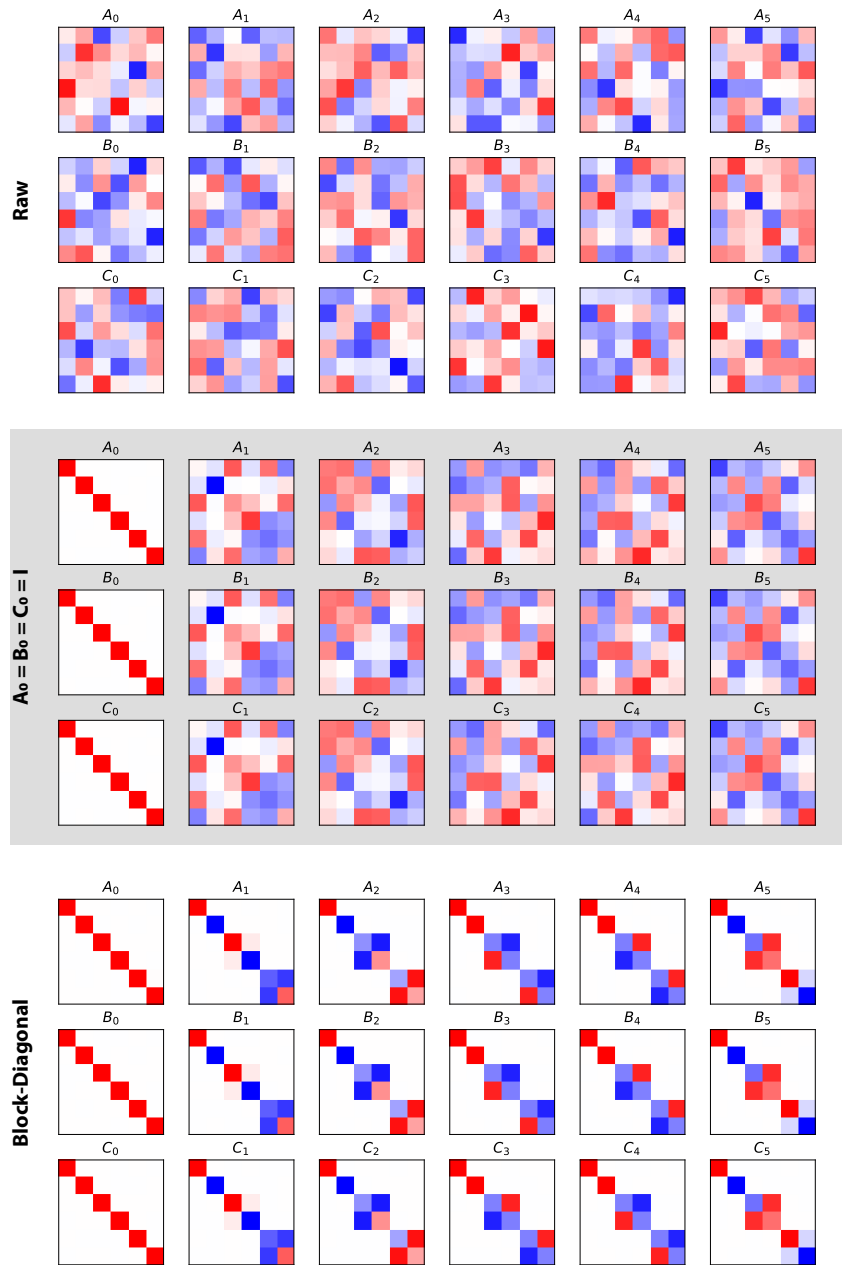 A₀ A₁ A₂ A₃ A₄ A₅
Raw
B₀ B₁ B₂ B₃ B₄ B₅
C₀ C₁ C₂ C₃ C₄ C₅
A₀ A₁ A₂ A₃ A₄ A₅
A₀ = B₀ = C₀ = I
B₀ B₁ B₂ B₃ B₄ B₅
C₀ C₁ C₂ C₃ C₄ C₅
A₀ A₁ A₂ A₃ A₄ A₅
Block-Diagonal
B₀ B₁ B₂ B₃ B₄ B₅
C₀ C₁ C₂ C₃ C₄ C₅